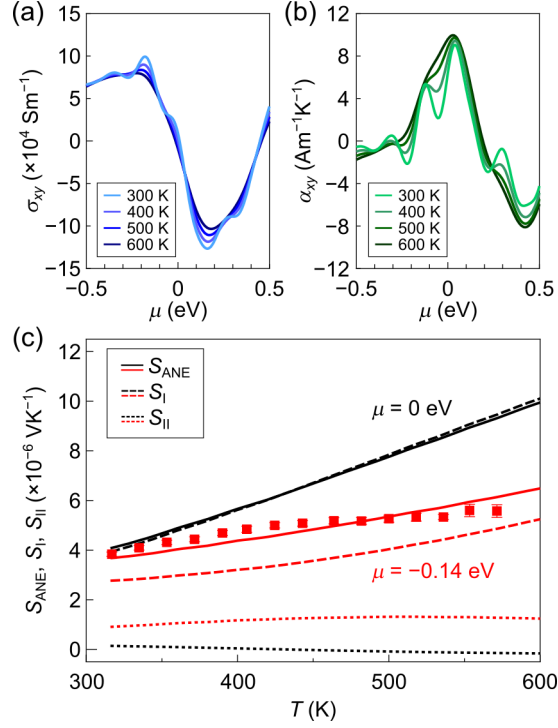 (a)
σxy (×10⁴ Sm⁻¹)
15
10
5
0
−5
−10
−15
300 K
400 K
500 K
600 K
−0.5
0
0.5
μ (eV)
(b)
αxy (Am⁻¹K⁻¹)
12
8
4
0
−4
−8
−12
300 K
400 K
500 K
600 K
−0.5
0
0.5
μ (eV)
(c)
SANE, SI, SII (×10⁻⁶ VK⁻¹)
12
10
8
6
4
2
0
SANE
SI
SII
μ = 0 eV
μ = −0.14 eV
300
400
500
600
T (K)